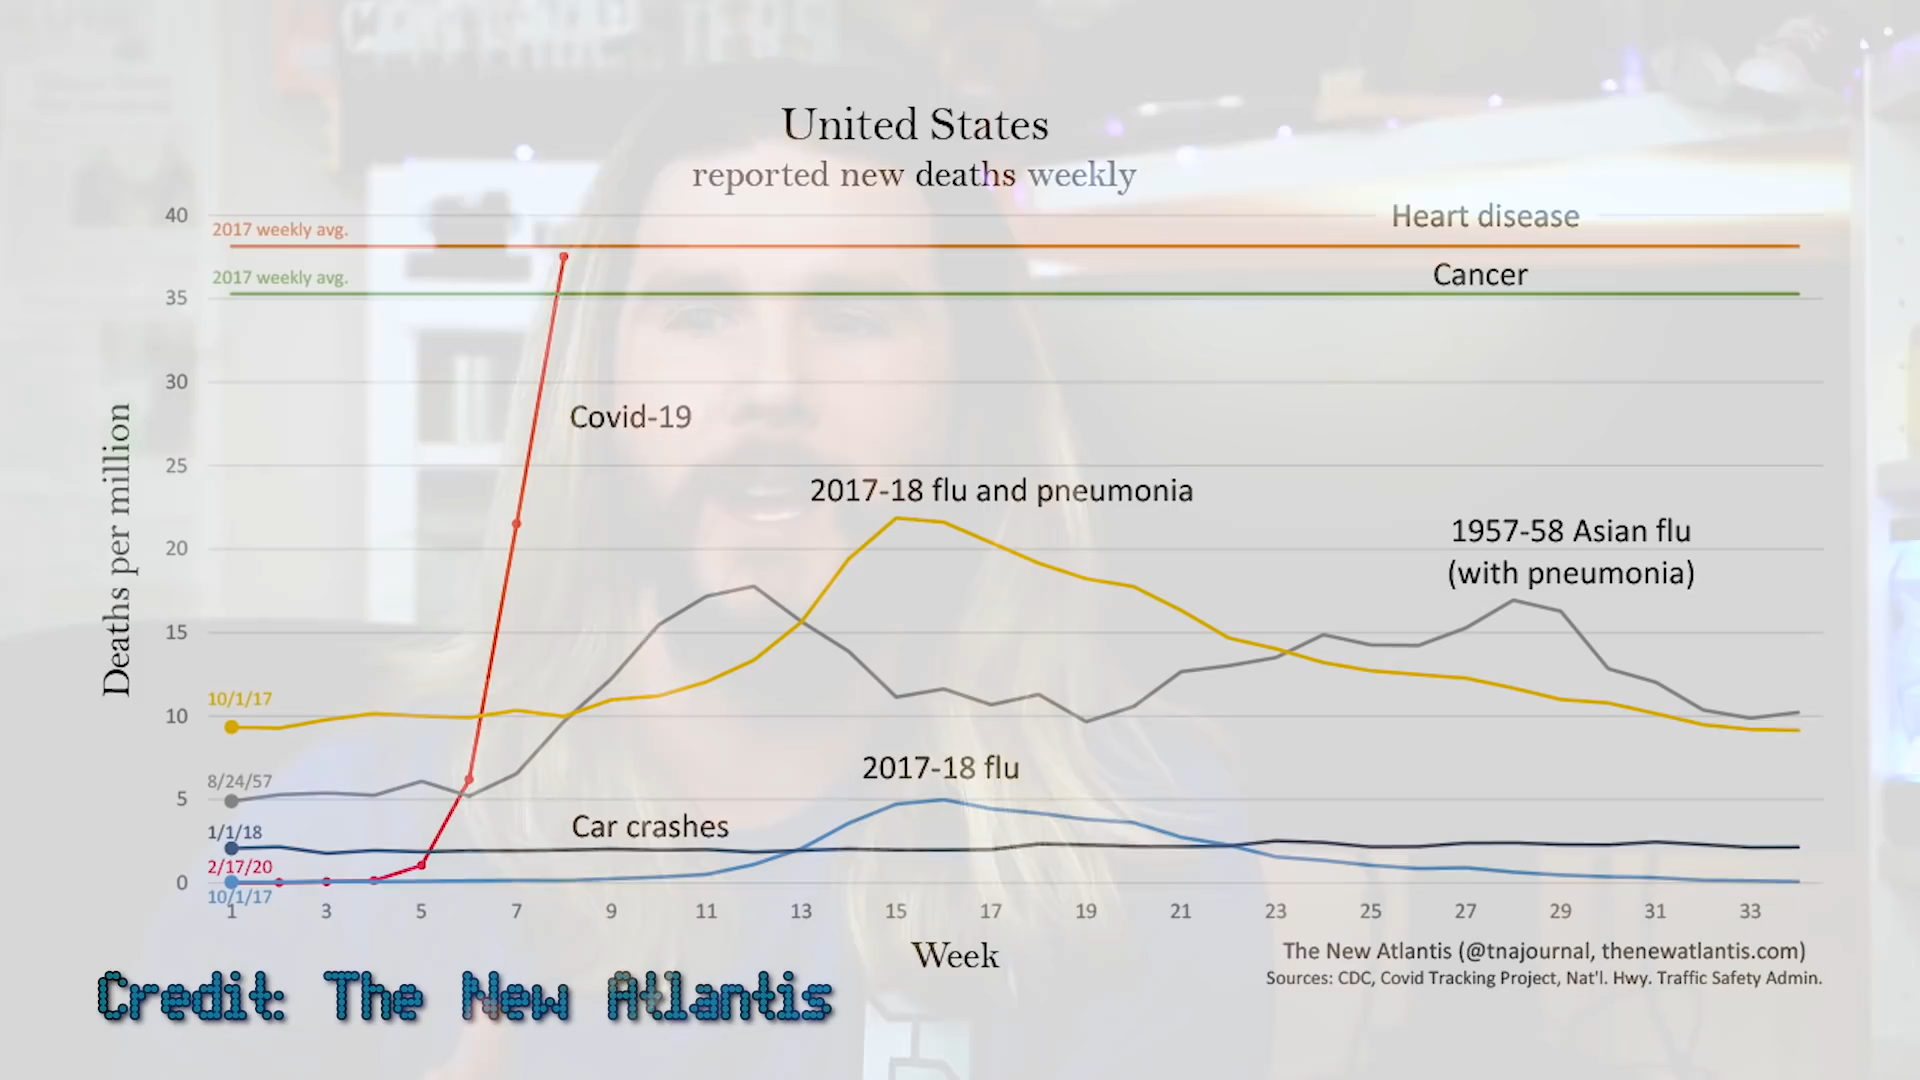 United States
reported new deaths weekly
40
2017 weekly avg.
Heart disease
2017 weekly avg.
Cancer
35
30
Covid-19
25
2017-18 flu and pneumonia
1957-58 Asian flu
(with pneumonia)
20
15
Deaths per million
10/1/17
10
8/24/57
2017-18 flu
5
1/1/18
Car crashes
2/17/20
0
10/1/17
1 3 5 7 9 11 13 15 17 19 21 23 25 27 29 31 33
Week
The New Atlantis (@tnajournal, thenewatlantis.com)
Sources: CDC, Covid Tracking Project, Nat'l. Hwy. Traffic Safety Admin.
Credit: The New Atlantis